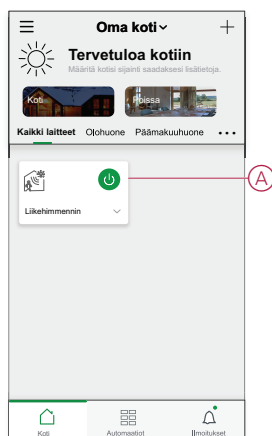 Oma koti
Tervetuloa kotiin
Määritä kotisi sijainti saadaksesi lisätietoja.
Koti Poissa
Kaikki laitteet Olohuone Päämakuuhuone
A
Liikehimmennin
Koti Automaatiot Ilmoitukset